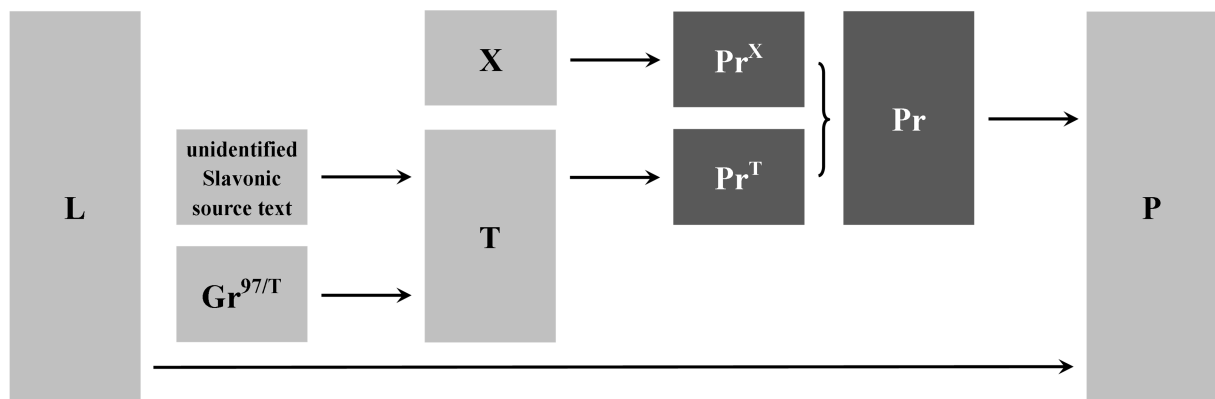 L
unidentified
Slavonic
source text
Gr^97/T
X
T
Pr^X
Pr^T
Pr
P